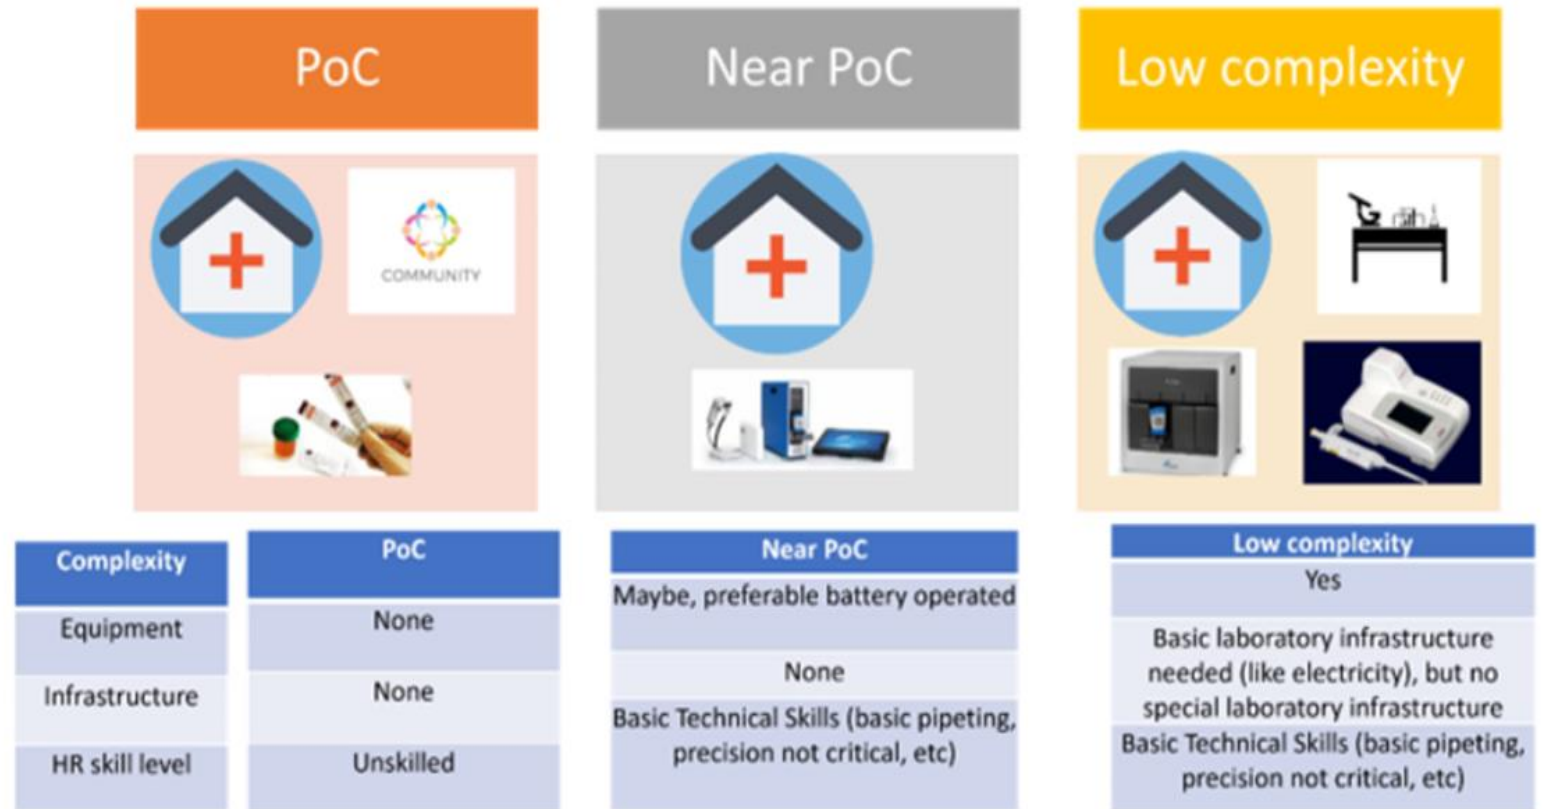 PoC
Near PoC
Low complexity
COMMUNITY
Complexity
Equipment
Infrastructure
HR skill level
PoC
None
None
Unskilled
Near PoC
Maybe, preferable battery operated
None
Basic Technical Skills (basic pipeting,
precision not critical, etc)
Low complexity
Yes
Basic laboratory infrastructure
needed (like electricity), but no
special laboratory infrastructure
Basic Technical Skills (basic pipeting,
precision not critical, etc)